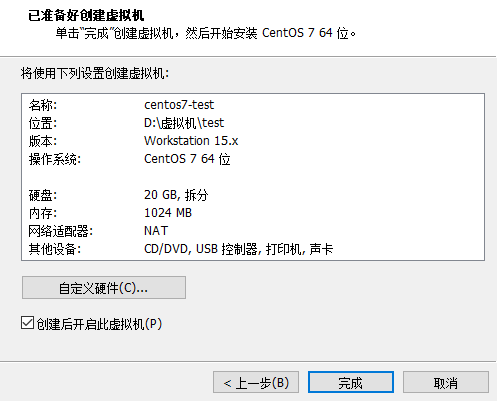 已准备好创建虚拟机
单击"完成"创建虚拟机，然后开始安装 CentOS 7 64 位。
将使用下列设置创建虚拟机:
名称: centos7-test
位置: D:\虚拟机\test
版本: Workstation 15.x
操作系统: CentOS 7 64 位
硬盘: 20 GB, 拆分
内存: 1024 MB
网络适配器: NAT
其他设备: CD/DVD, USB 控制器, 打印机, 声卡
自定义硬件(C)...
创建后开启此虚拟机(P)
< 上一步(B) 完成 取消